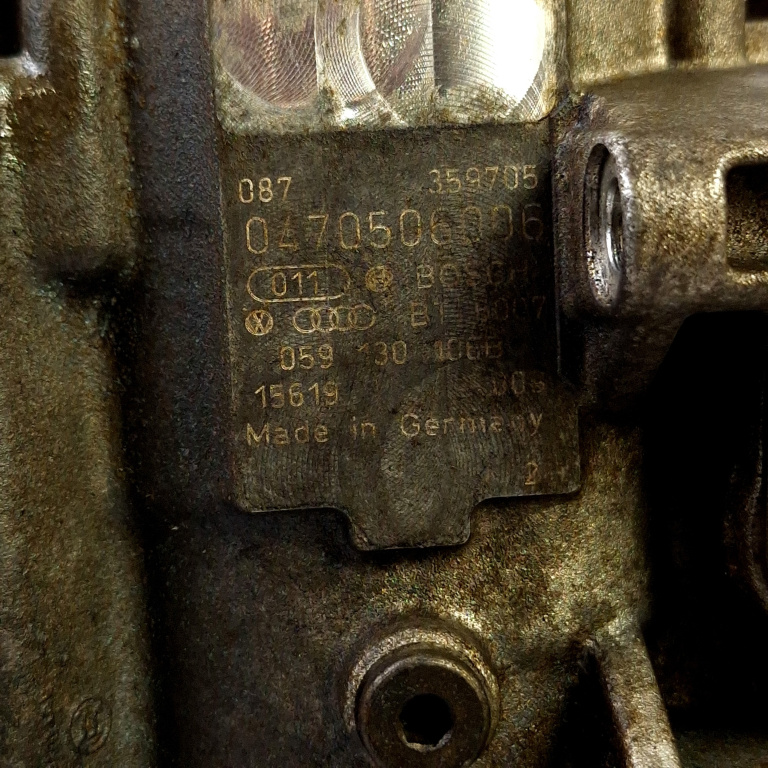 087 359705
0470506006
011 BOSCH
059 130 106B
15619
Made in Germany
2